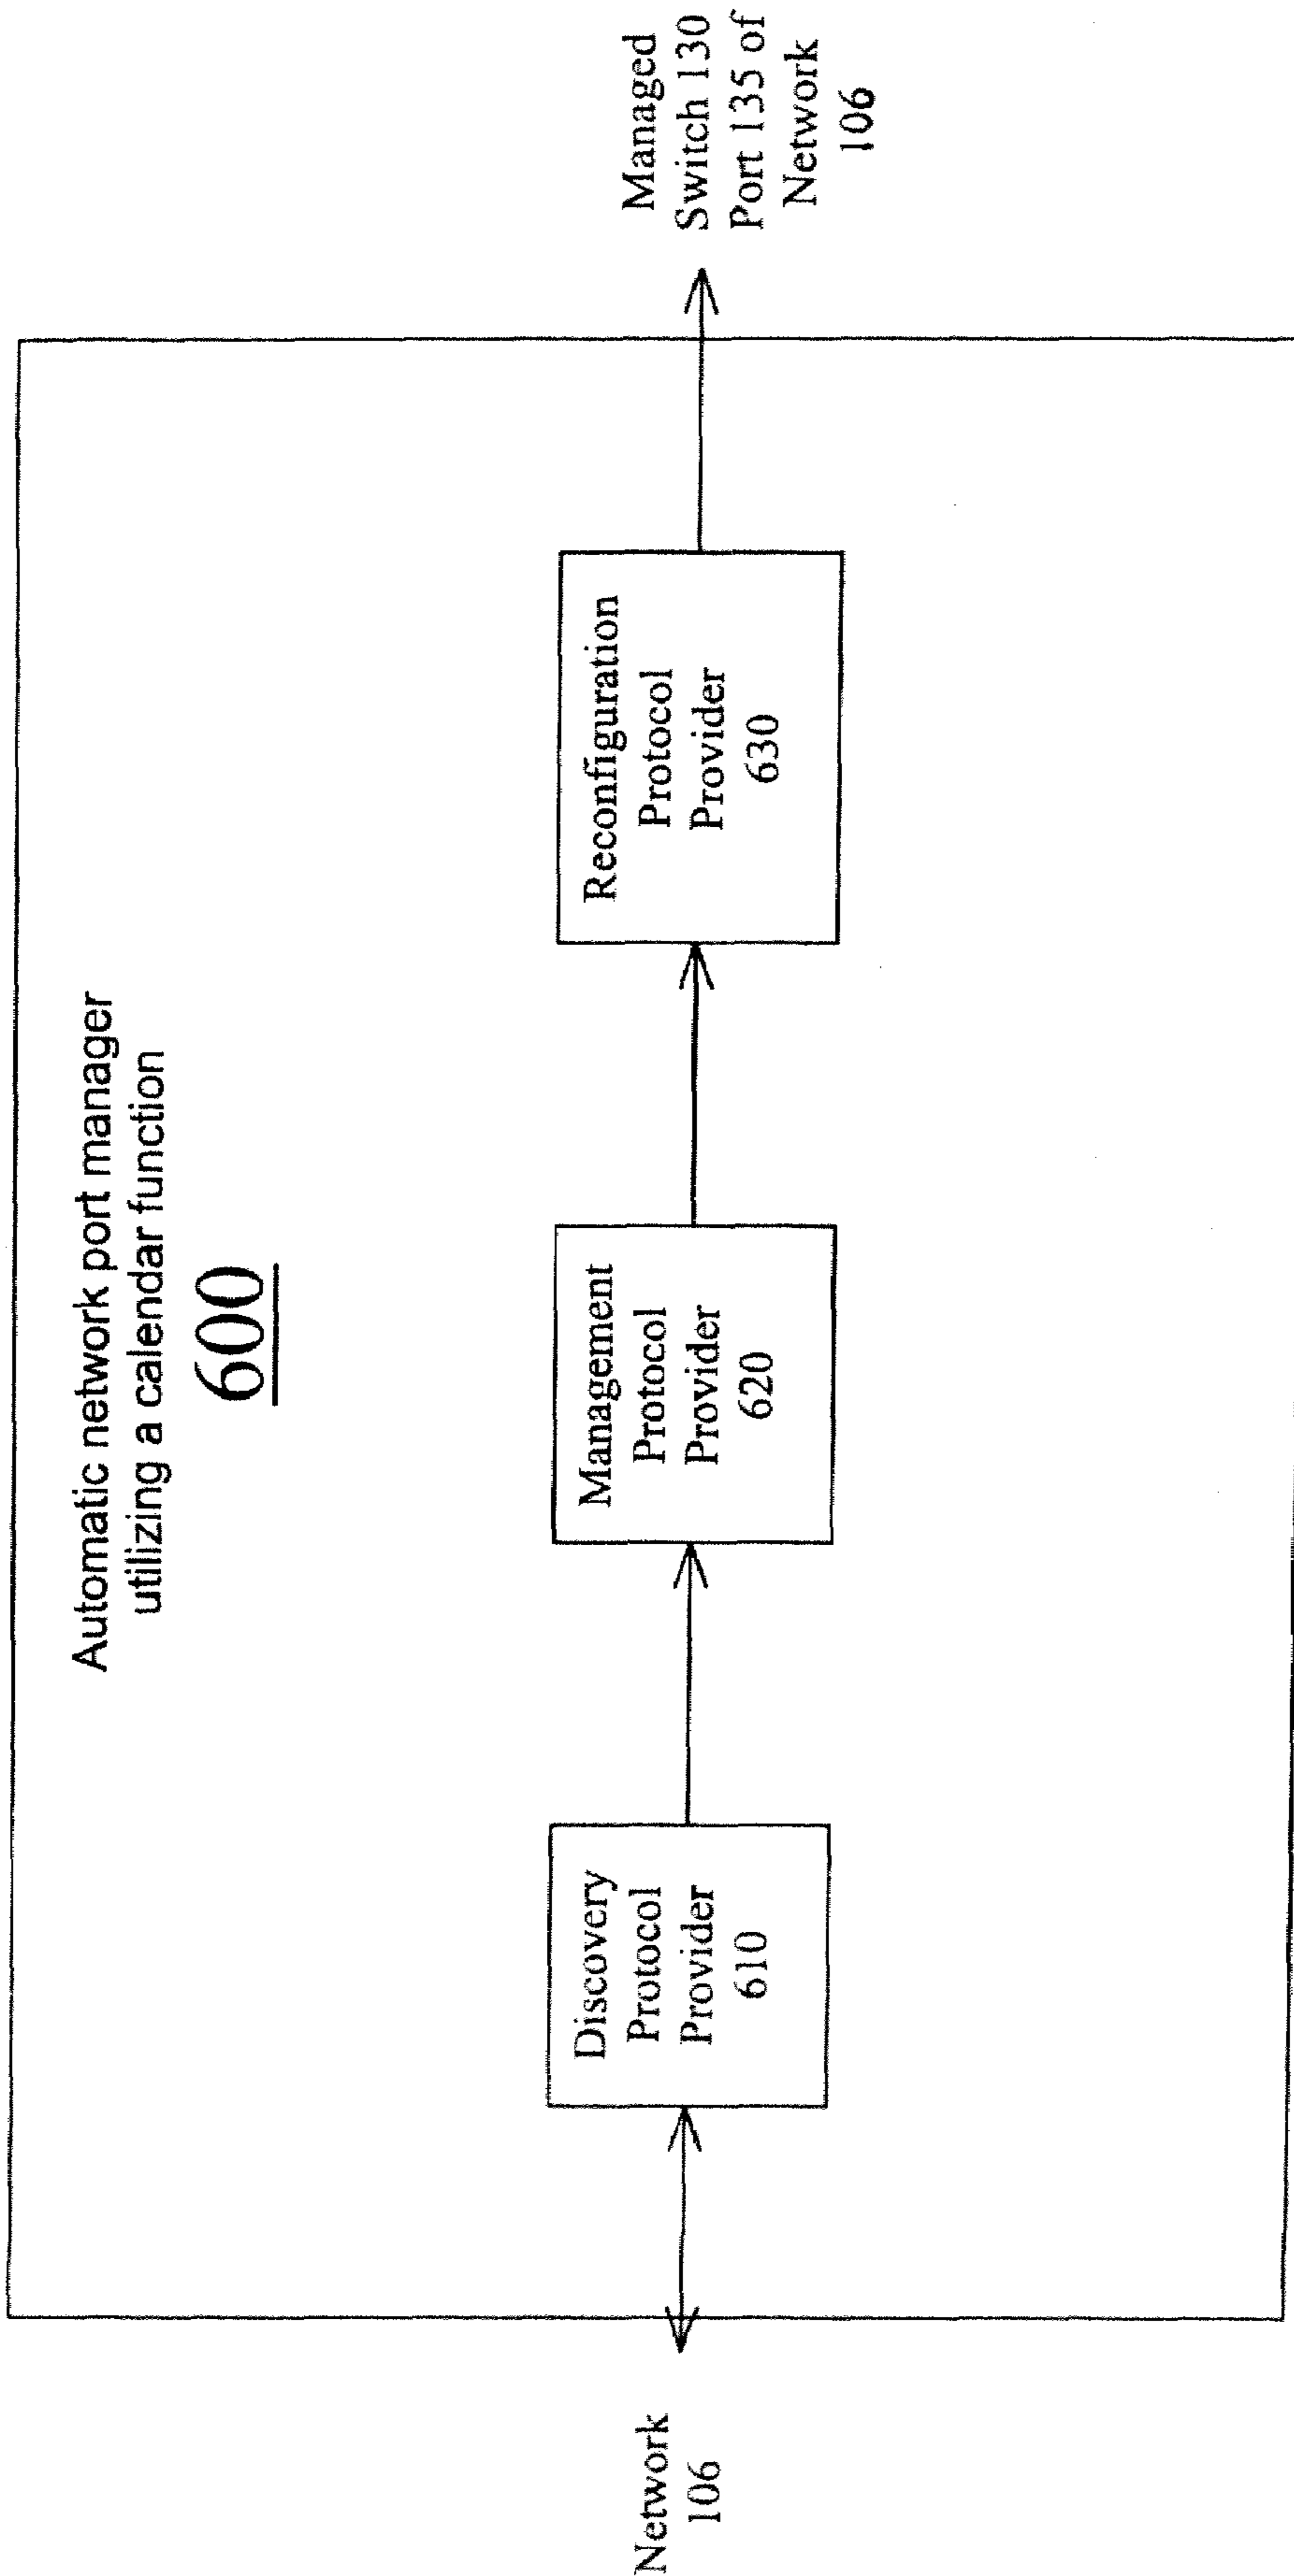 Automatic network port manager
utilizing a calendar function
600
Network
106
Discovery
Protocol
Provider
610
Management
Protocol
Provider
620
Reconfiguration
Protocol
Provider
630
Managed
Switch 130
Port 135 of
Network
106